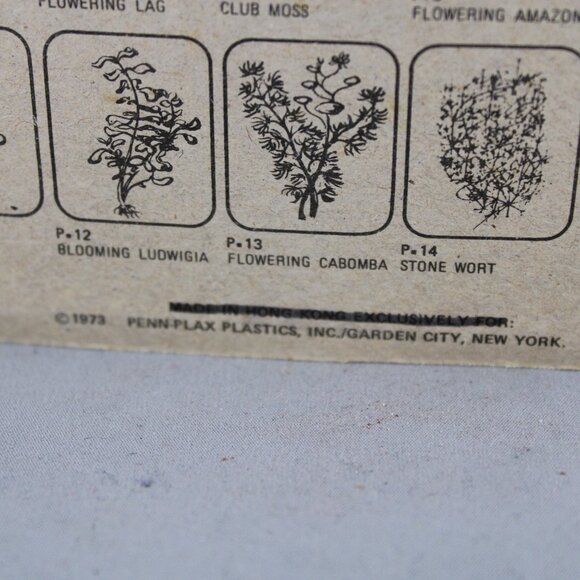 FLOWERING LAG
CLUB MOSS
FLOWERING AMAZON
P-12
BLOOMING LUDWIGIA
P-13
FLOWERING CABOMBA
P-14
STONE WORT
MADE IN HONG KONG EXCLUSIVELY FOR:
©1973 PENN-PLAX PLASTICS, INC./GARDEN CITY, NEW YORK.